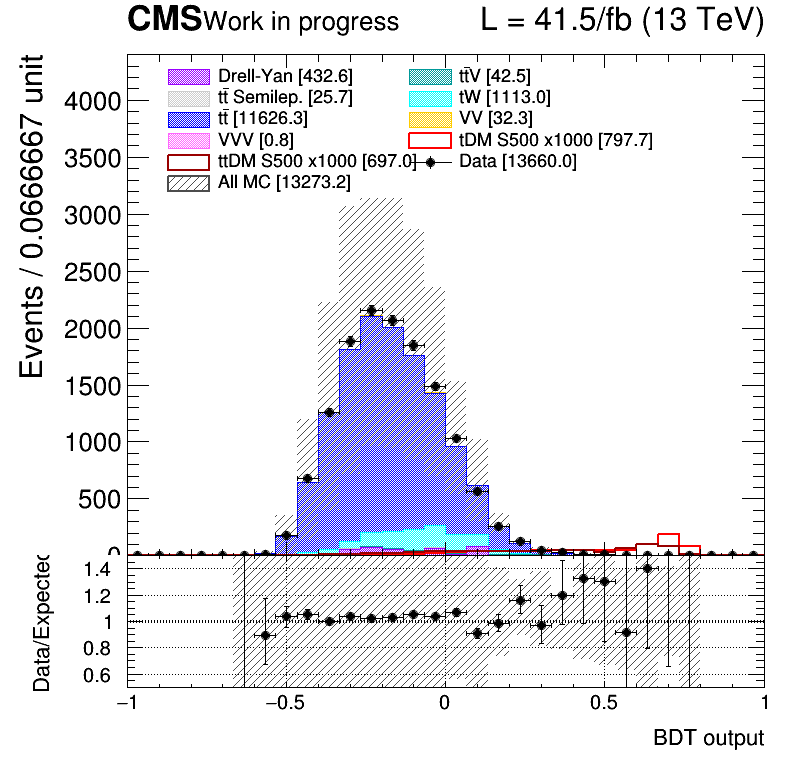 CMS Work in progress L = 41.5/fb (13 TeV)
Drell-Yan [432.6] tt̄V [42.5]
tt̄ Semilep. [25.7] tW [1113.0]
tt̄ [11626.3] VV [32.3]
VVV [0.8] tDM S500 x1000 [797.7]
ttDM S500 x1000 [697.0] Data [13660.0]
All MC [13273.2]
Events / 0.0666667 unit
4000
3500
3000
2500
2000
1500
1000
500
0
Data/Expected
1.4
1.2
1
0.8
0.6
−1 −0.5 0 0.5 1
BDT output